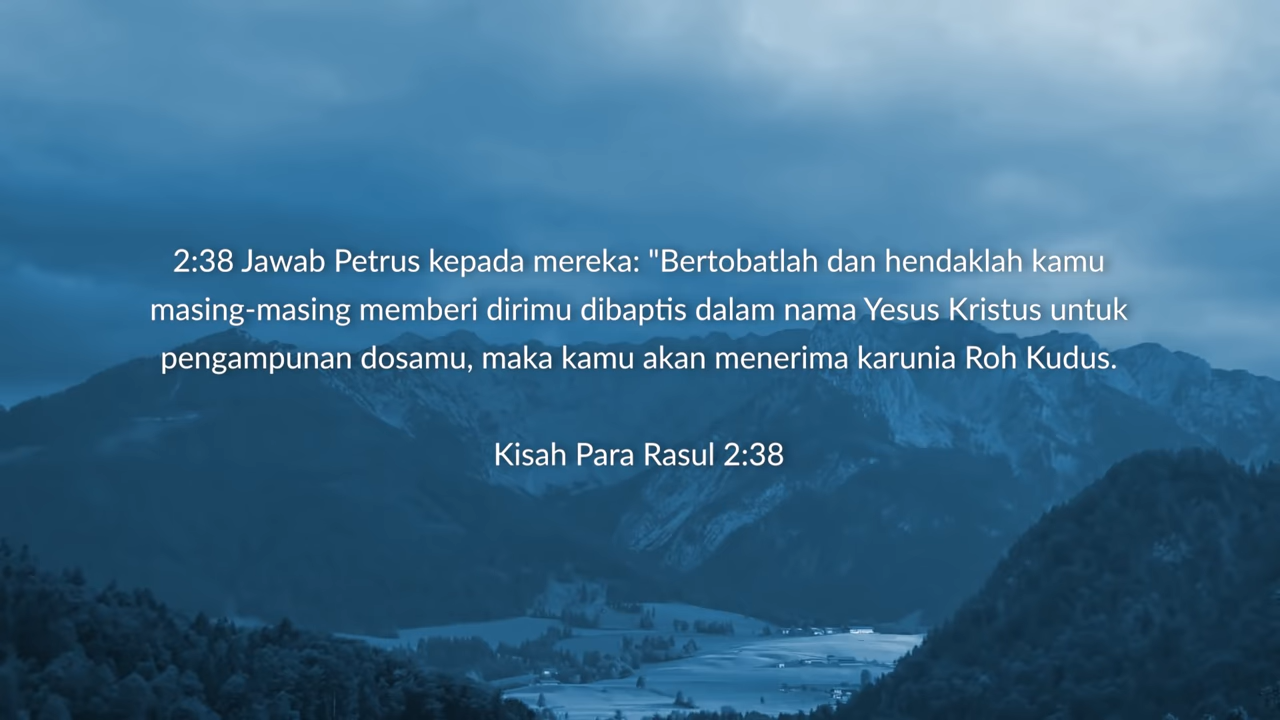 2:38 Jawab Petrus kepada mereka: "Bertobatlah dan hendaklah kamu
masing-masing memberi dirimu dibaptis dalam nama Yesus Kristus untuk
pengampunan dosamu, maka kamu akan menerima karunia Roh Kudus.
Kisah Para Rasul 2:38